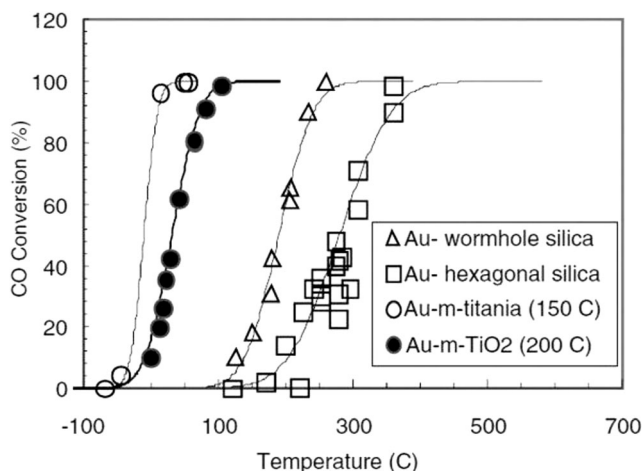 120
100
80
60
40
20
0
CO Conversion (%)
-100
100
300
500
700
Temperature (C)
Au- wormhole silica
Au- hexagonal silica
Au-m-titania (150 C)
Au-m-TiO2 (200 C)